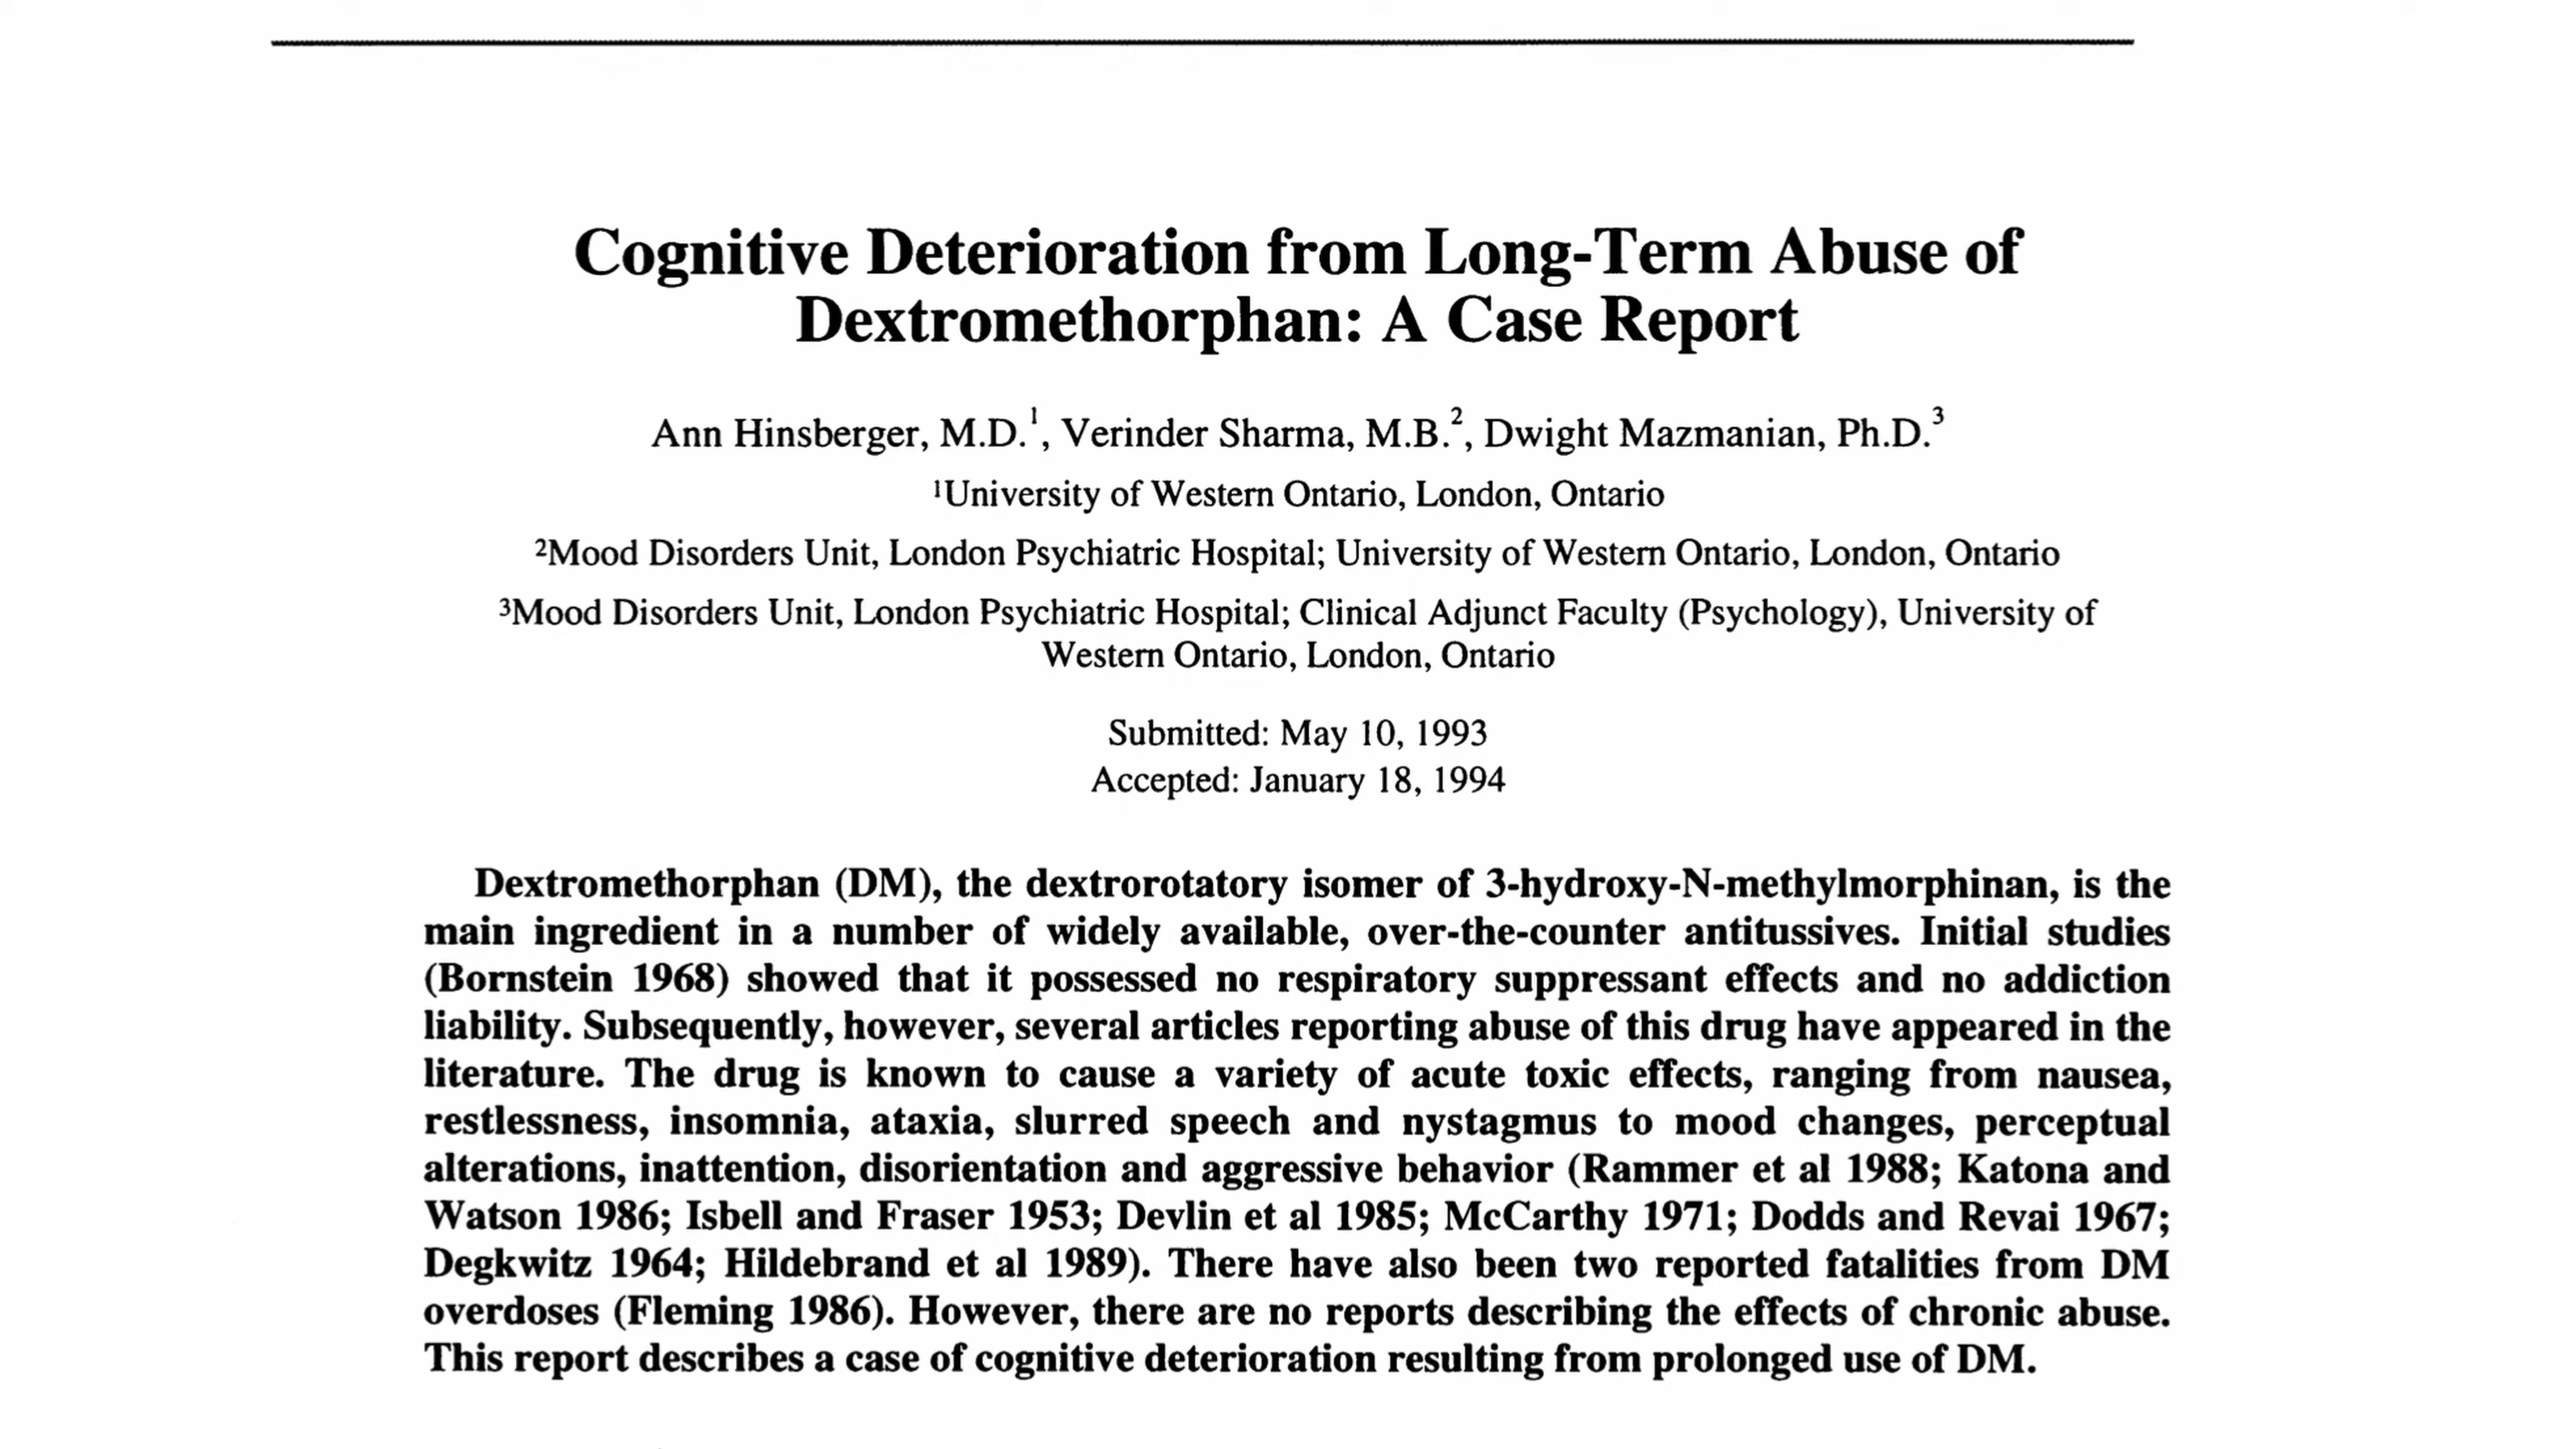 Cognitive Deterioration from Long-Term Abuse of
Dextromethorphan: A Case Report
Ann Hinsberger, M.D.1, Verinder Sharma, M.B.2, Dwight Mazmanian, Ph.D.3
1University of Western Ontario, London, Ontario
2Mood Disorders Unit, London Psychiatric Hospital; University of Western Ontario, London, Ontario
3Mood Disorders Unit, London Psychiatric Hospital; Clinical Adjunct Faculty (Psychology), University of
Western Ontario, London, Ontario
Submitted: May 10, 1993
Accepted: January 18, 1994
Dextromethorphan (DM), the dextrorotatory isomer of 3-hydroxy-N-methylmorphinan, is the
main ingredient in a number of widely available, over-the-counter antitussives. Initial studies
(Bornstein 1968) showed that it possessed no respiratory suppressant effects and no addiction
liability. Subsequently, however, several articles reporting abuse of this drug have appeared in the
literature. The drug is known to cause a variety of acute toxic effects, ranging from nausea,
restlessness, insomnia, ataxia, slurred speech and nystagmus to mood changes, perceptual
alterations, inattention, disorientation and aggressive behavior (Rammer et al 1988; Katona and
Watson 1986; Isbell and Fraser 1953; Devlin et al 1985; McCarthy 1971; Dodds and Revai 1967;
Degkwitz 1964; Hildebrand et al 1989). There have also been two reported fatalities from DM
overdoses (Fleming 1986). However, there are no reports describing the effects of chronic abuse.
This report describes a case of cognitive deterioration resulting from prolonged use of DM.